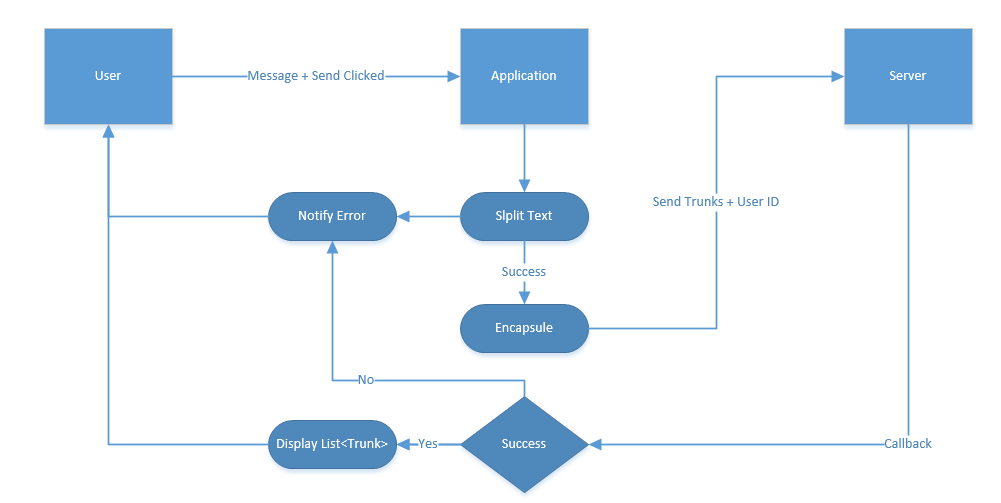 User
Message + Send Clicked
Application
Server
Send Trunks + User ID
Notify Error
Slplit Text
Success
Encapsule
No
Display List<Trunk>
Yes
Success
Callback